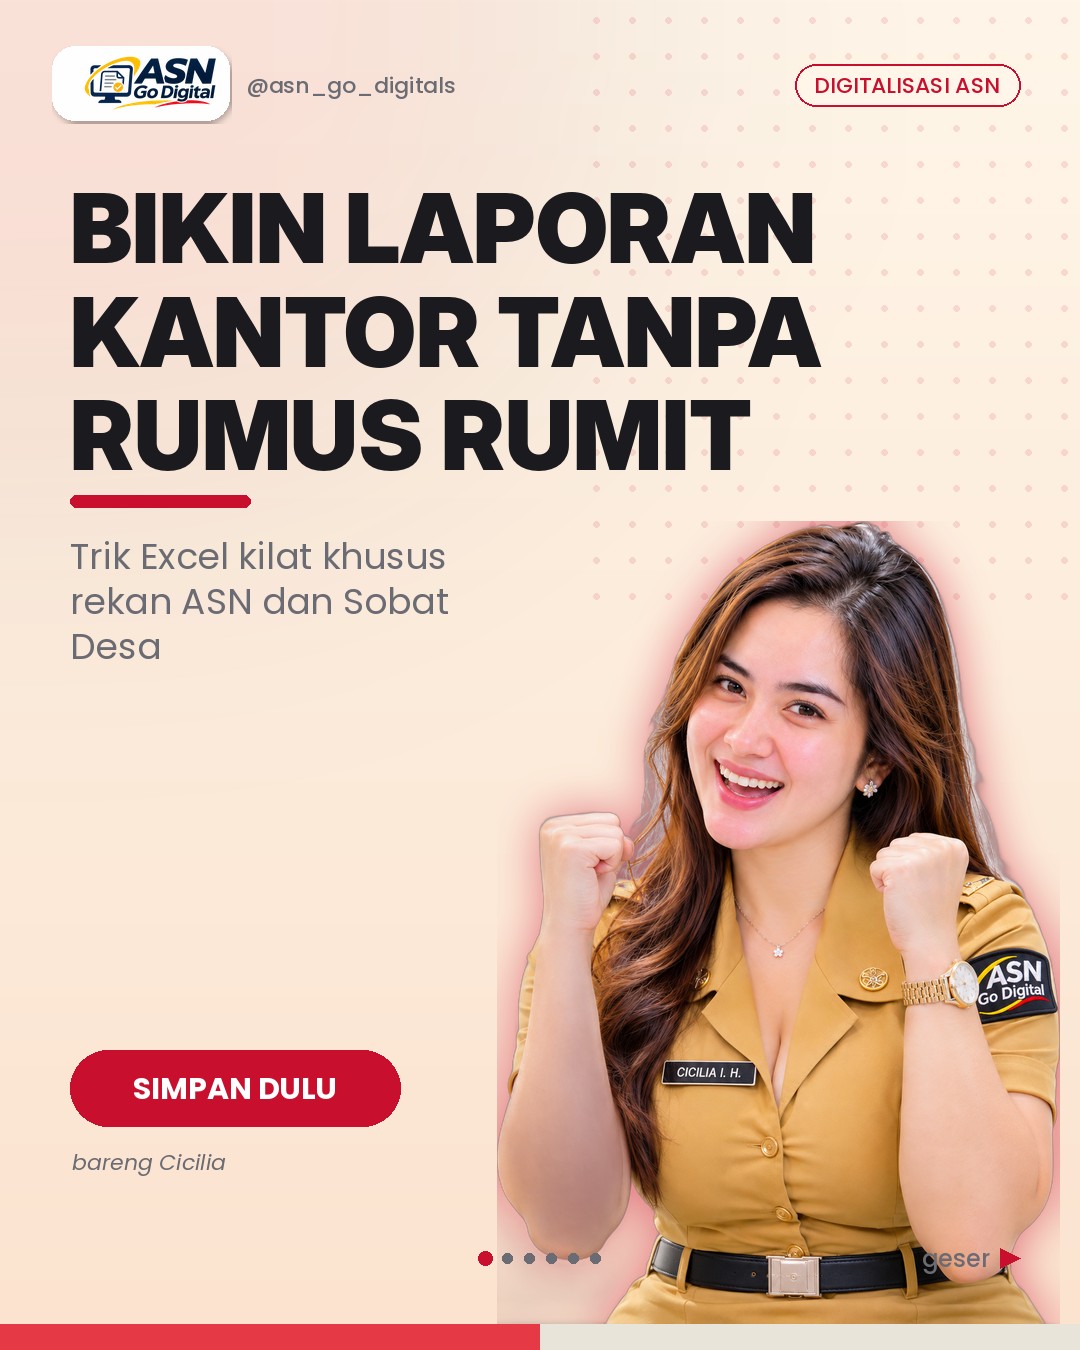 ASN
Go Digital
@asn_go_digitals
DIGITALISASI ASN
BIKIN LAPORAN
KANTOR TANPA
RUMUS RUMIT
Trik Excel kilat khusus
rekan ASN dan Sobat
Desa
ASN
Go Digital
CICILIA I. H.
SIMPAN DULU
bareng Cicilia
geser